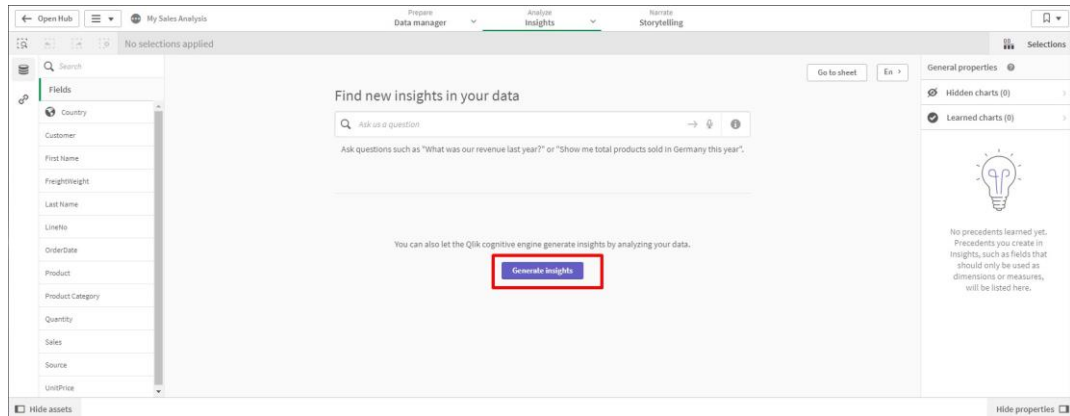 Open Hub
My Sales Analysis
Prepare
Data manager
Analyze
Insights
Narrate
Storytelling
No selections applied
Selections
Search
Fields
Country
Customer
First Name
FreightWeight
Last Name
LineNo
OrderDate
Product
Product Category
Quantity
Sales
Source
UnitPrice
Go to sheet
En
Find new insights in your data
Ask us a question
Ask questions such as "What was our revenue last year?" or "Show me total products sold in Germany this year".
You can also let the Qlik cognitive engine generate insights by analyzing your data.
Generate insights
General properties
Hidden charts (0)
Learned charts (0)
No precedents learned yet.
Precedents you create in
Insights, such as fields that
should only be used as
dimensions or measures,
will be listed here.
Hide assets
Hide properties